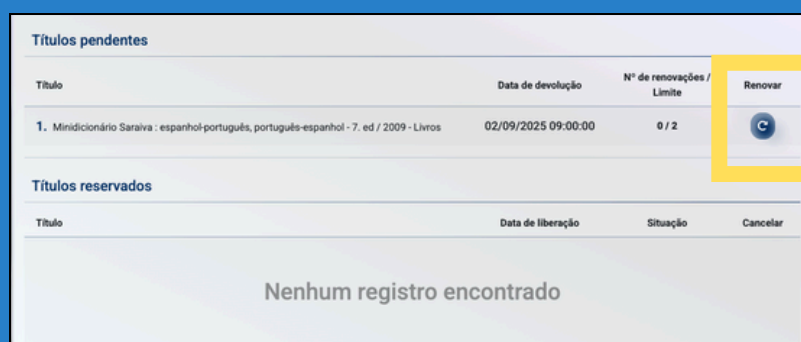 Títulos pendentes
Título Data de devolução Nº de renovações / Limite Renovar
1. Minidicionário Saraiva : espanhol-português, português-espanhol - 7. ed / 2009 - Livros 02/09/2025 09:00:00 0 / 2
Títulos reservados
Título Data de liberação Situação Cancelar
Nenhum registro encontrado